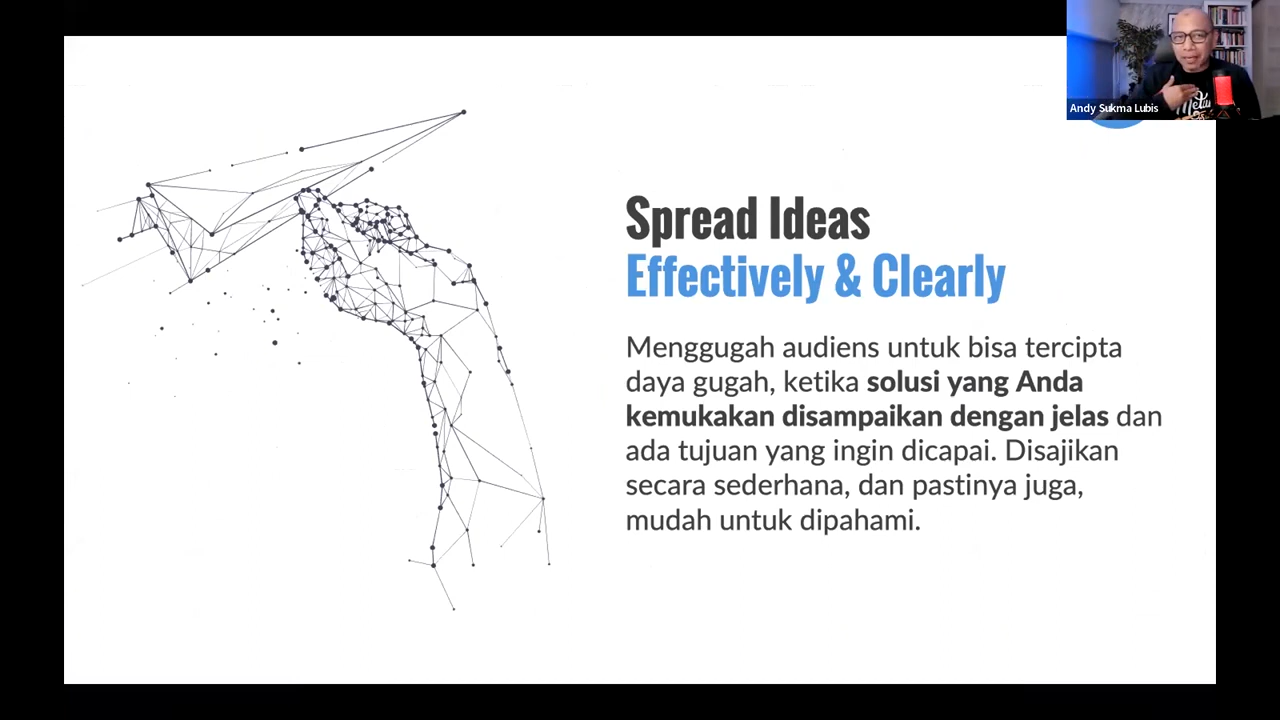 Andy Sukma Lubis
Spread Ideas
Effectively & Clearly
Menggugah audiens untuk bisa tercipta
daya gugah, ketika solusi yang Anda
kemukakan disampaikan dengan jelas dan
ada tujuan yang ingin dicapai. Disajikan
secara sederhana, dan pastinya juga,
mudah untuk dipahami.